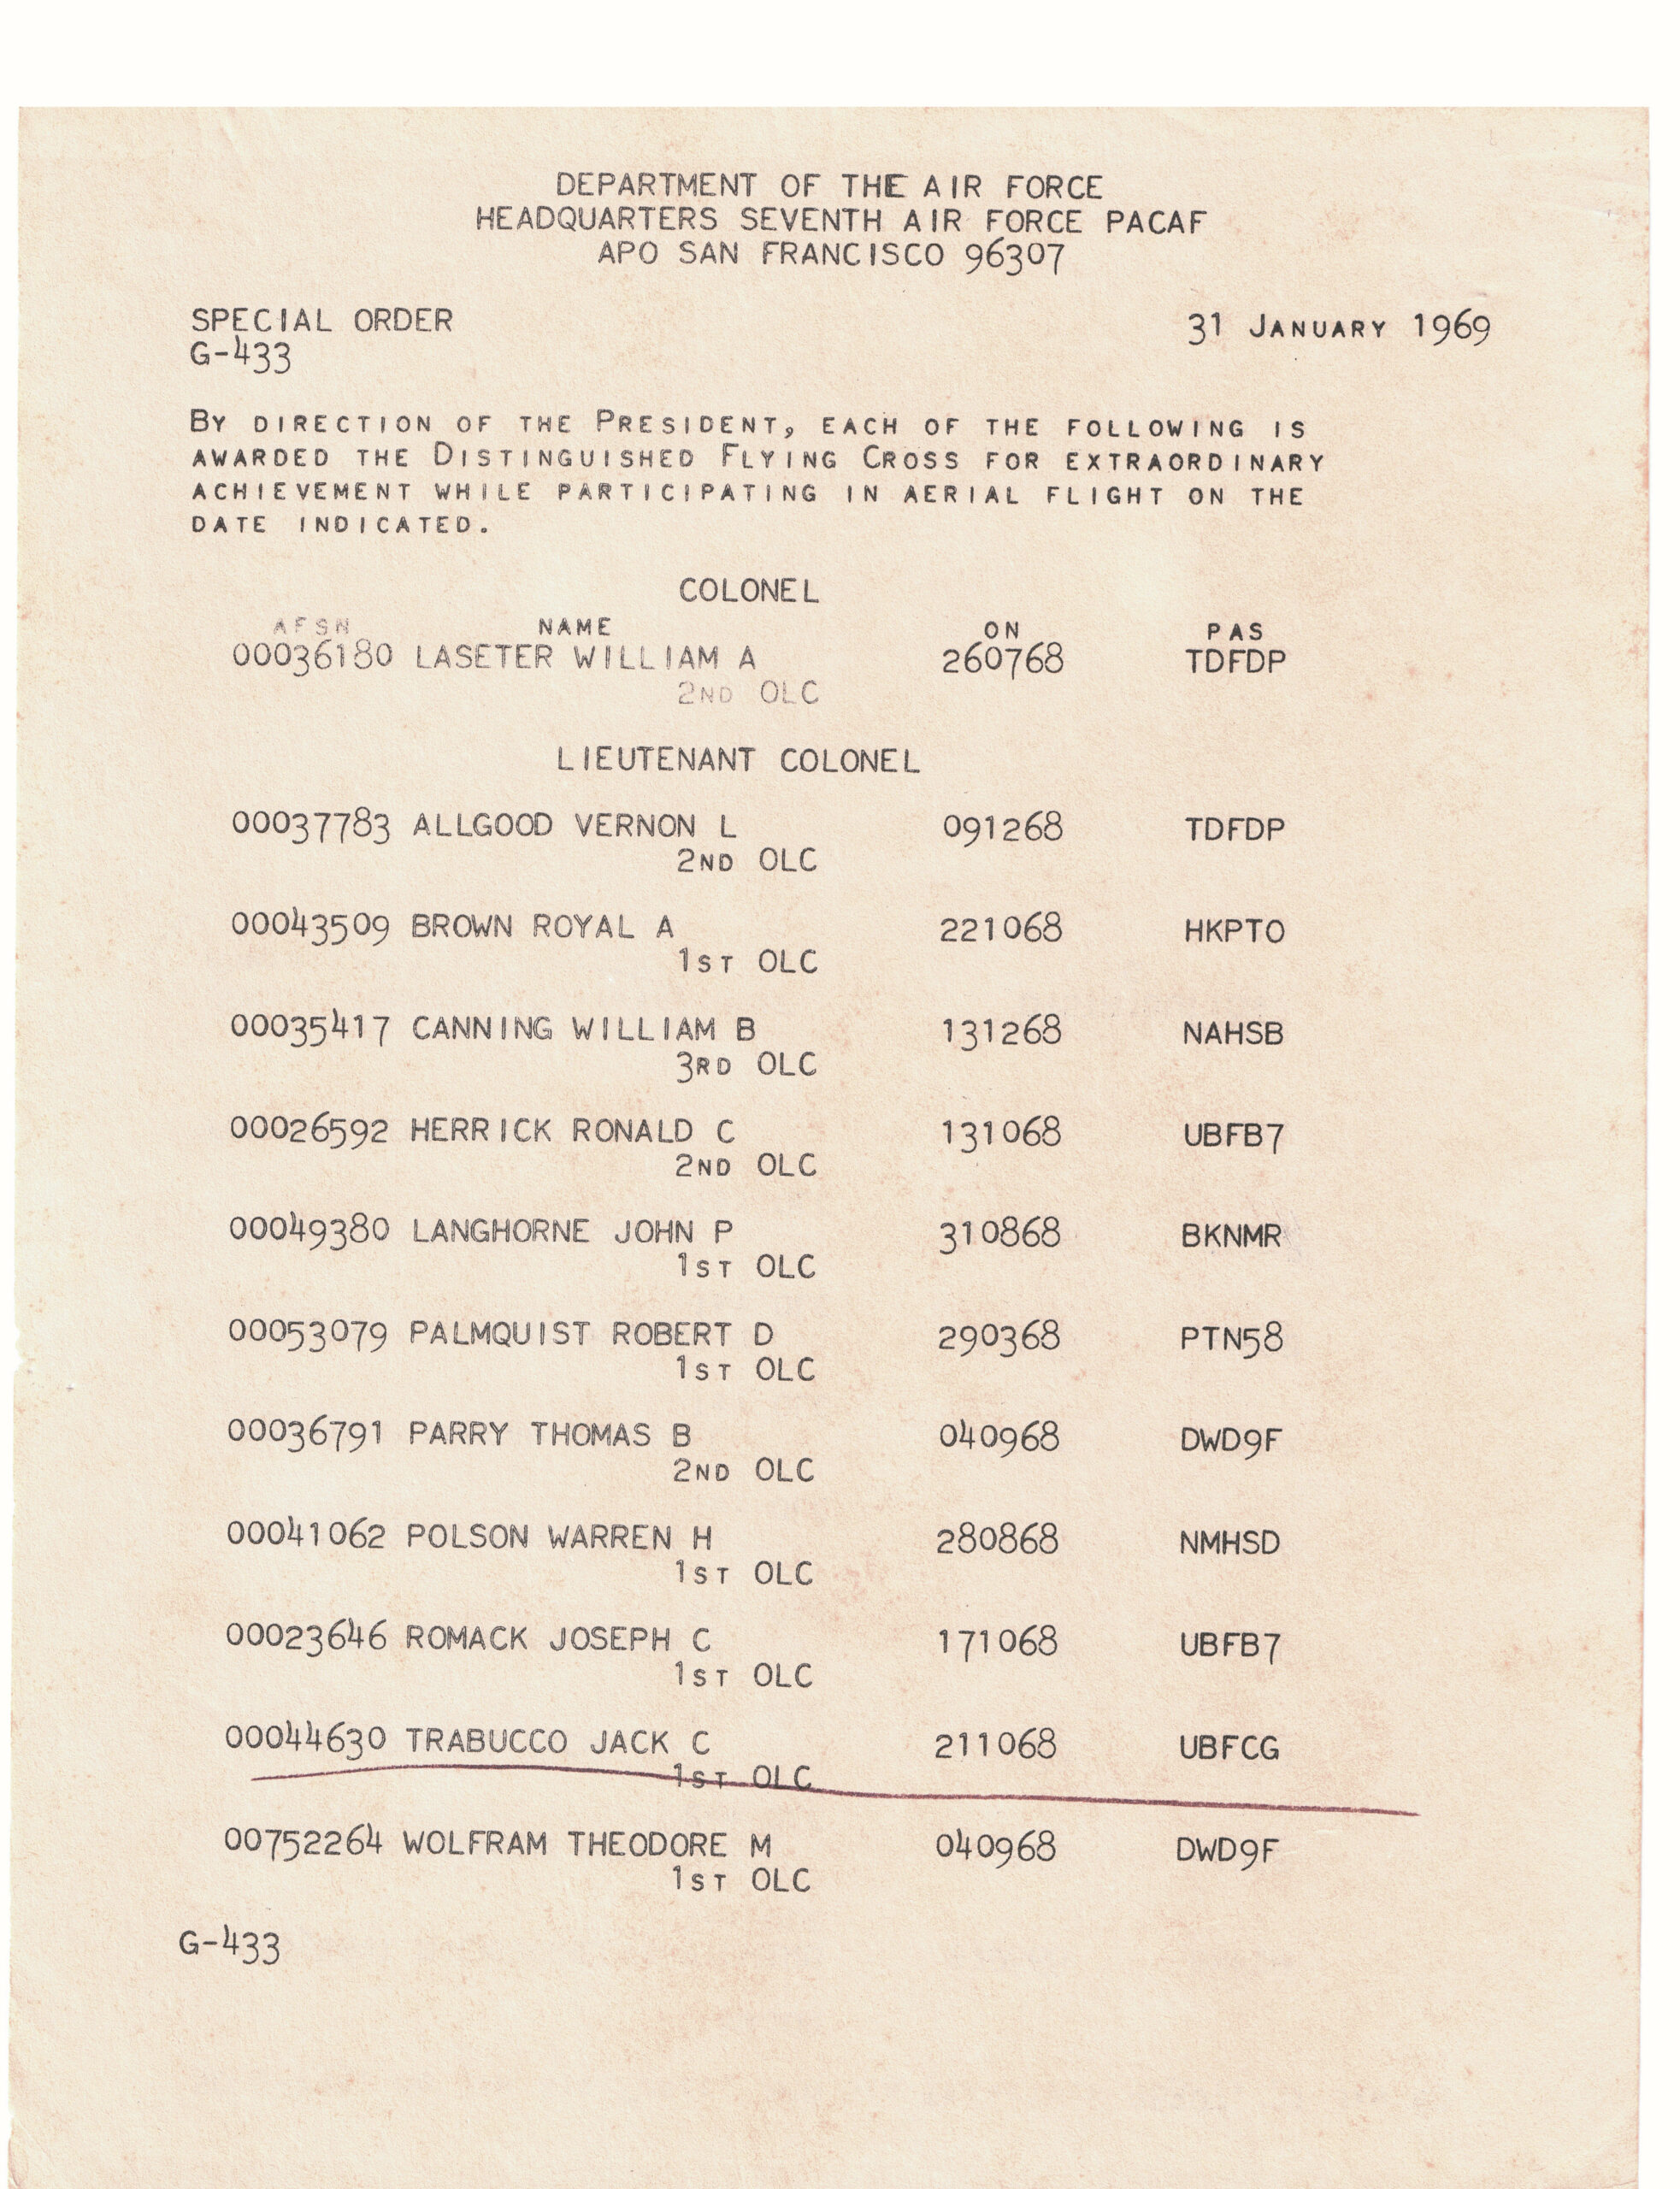 DEPARTMENT OF THE AIR FORCE
HEADQUARTERS SEVENTH AIR FORCE PACAF
APO SAN FRANCISCO 96307
SPECIAL ORDER 31 JANUARY 1969
G-433
BY DIRECTION OF THE PRESIDENT, EACH OF THE FOLLOWING IS
AWARDED THE DISTINGUISHED FLYING CROSS FOR EXTRAORDINARY
ACHIEVEMENT WHILE PARTICIPATING IN AERIAL FLIGHT ON THE
DATE INDICATED.
COLONEL
AFSN NAME ON PAS
00036180 LASETER WILLIAM A 260768 TDFDP
2ND OLC
LIEUTENANT COLONEL
00037783 ALLGOOD VERNON L 091268 TDFDP
2ND OLC
00043509 BROWN ROYAL A 221068 HKPTO
1ST OLC
00035417 CANNING WILLIAM B 131268 NAHSB
3RD OLC
00026592 HERRICK RONALD C 131068 UBFB7
2ND OLC
00049380 LANGHORNE JOHN P 310868 BKNMR
1ST OLC
00053079 PALMQUIST ROBERT D 290368 PTN58
1ST OLC
00036791 PARRY THOMAS B 040968 DWD9F
2ND OLC
00041062 POLSON WARREN H 280868 NMHSD
1ST OLC
00023646 ROMACK JOSEPH C 171068 UBFB7
1ST OLC
00044630 TRABUCCO JACK C 211068 UBFCG
1ST OLC
00752264 WOLFRAM THEODORE M 040968 DWD9F
1ST OLC
G-433